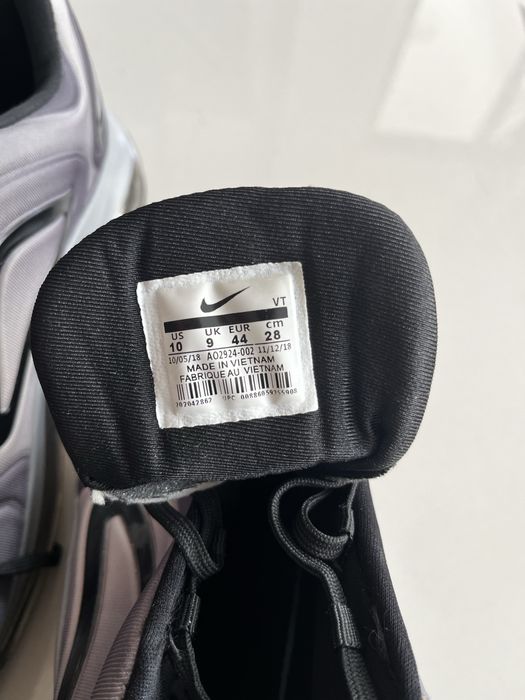 VT
US UK EUR cm
10 9 44 28
10/05/18 AO2924-002 11/12/18
MADE IN VIETNAM
FABRIQUE AU VIETNAM